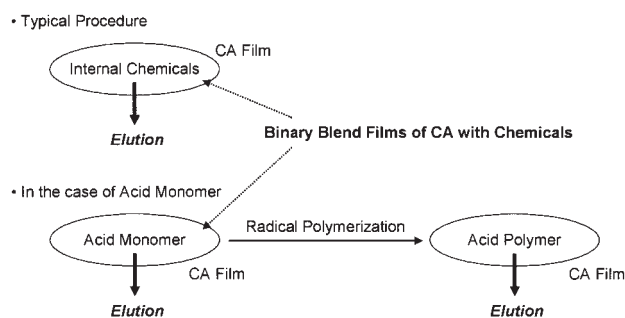 • Typical Procedure
CA Film
Internal Chemicals
Elution
Binary Blend Films of CA with Chemicals
• In the case of Acid Monomer
Acid Monomer
Radical Polymerization
Acid Polymer
CA Film
CA Film
Elution
Elution